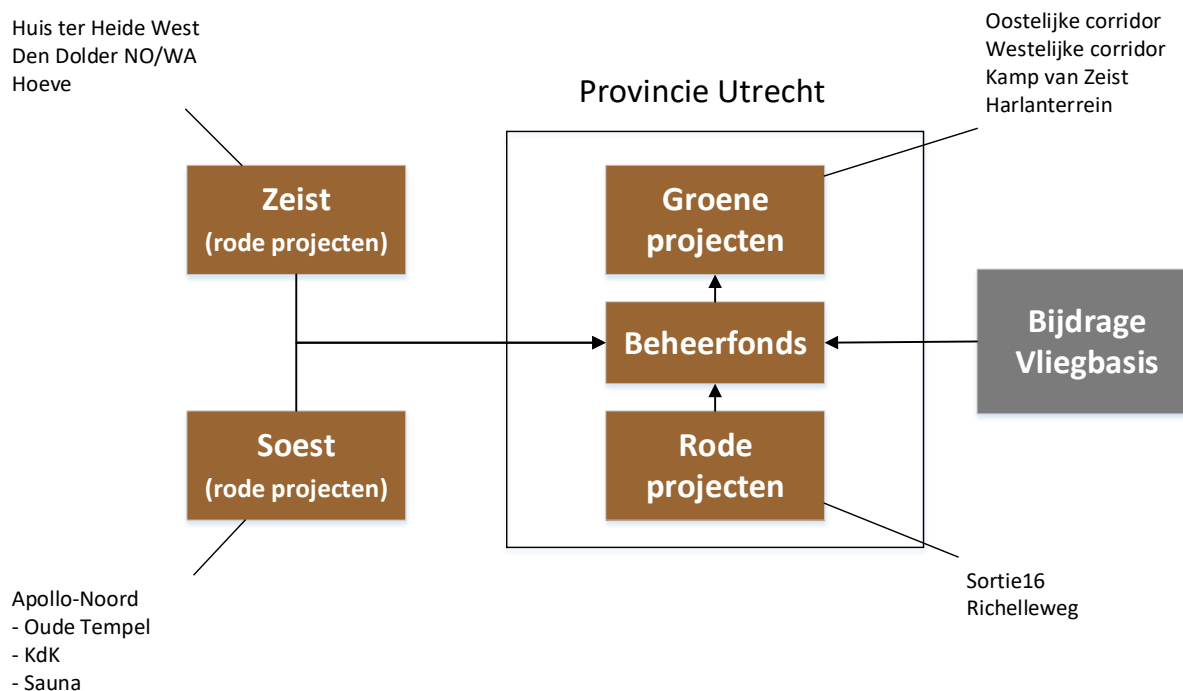 Huis ter Heide West
Den Dolder NO/WA
Hoeve
Oostelijke corridor
Westelijke corridor
Kamp van Zeist
Harlanterrein
Provincie Utrecht
Zeist
(rode projecten)
Groene
projecten
Beheerfonds
Bijdrage
Vliegbasis
Soest
(rode projecten)
Rode
projecten
Apollo-Noord
- Oude Tempel
- KdK
- Sauna
Sortie16
Richelleweg